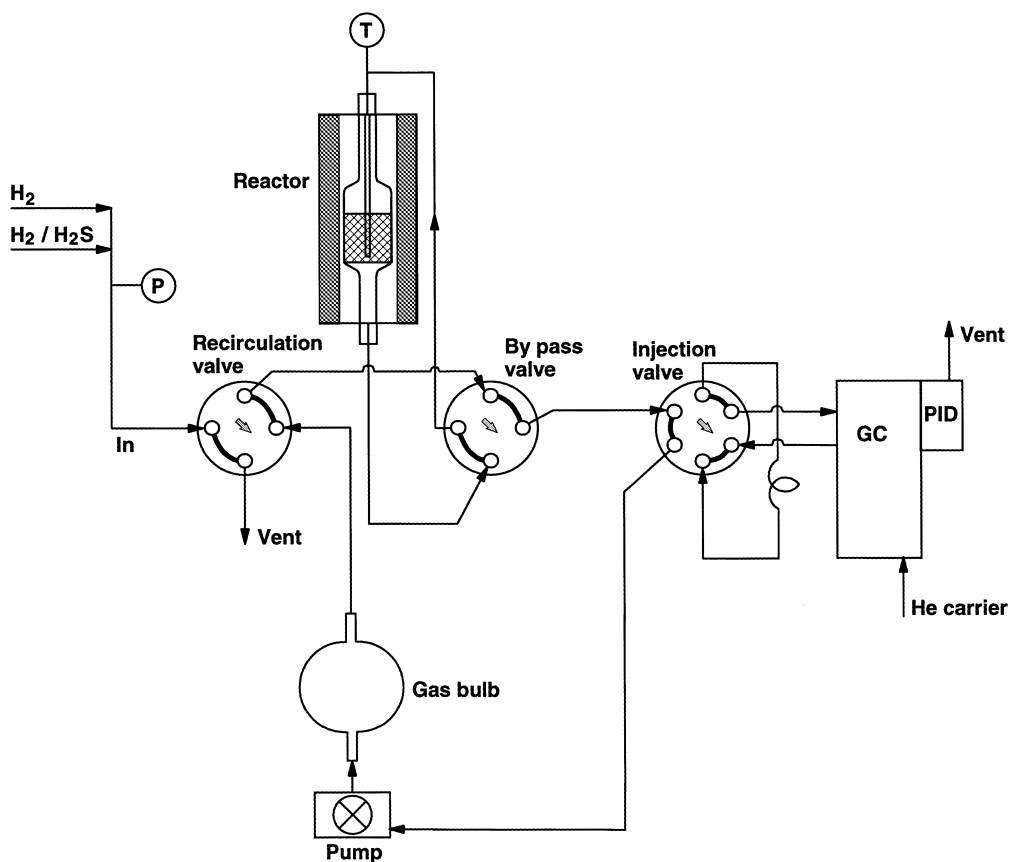 T
Reactor
H2
H2 / H2S
P
Recirculation
valve
By pass
valve
Injection
valve
Vent
PID
GC
In
Vent
He carrier
Gas bulb
Pump